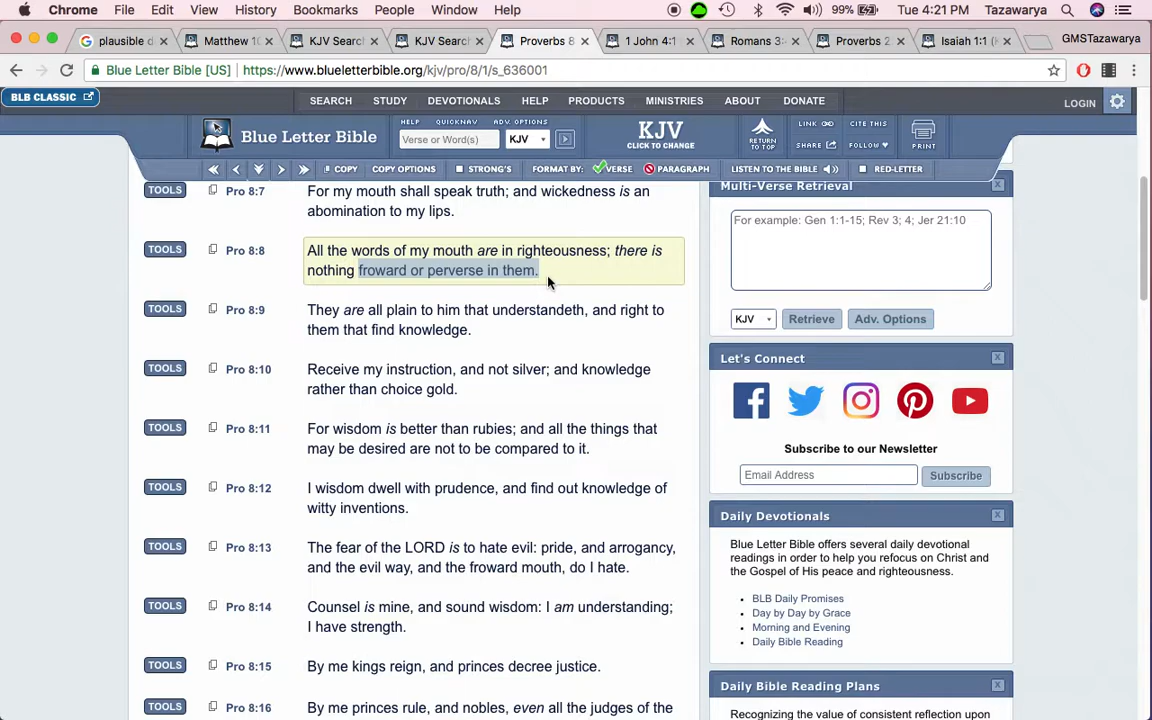 Chrome File Edit View History Bookmarks People Window Help 99% Tue 4:21 PM Tazawarya
plausible d Matthew 10 KJV Searc KJV Searc Proverbs 8 1 John 4:1 Romans 3: Proverbs 2 Isaiah 1:1 (K GMSTazawarya
Blue Letter Bible [US] https://www.blueletterbible.org/kjv/pro/8/1/s_636001
BLB CLASSIC
SEARCH STUDY DEVOTIONALS HELP PRODUCTS MINISTRIES ABOUT DONATE LOGIN
Blue Letter Bible
HELP QUICKNAV ADV. OPTIONS
Verse or Word(s) KJV
KJV
CLICK TO CHANGE
RETURN
TO TOP
LINK CITE THIS
SHARE FOLLOW
PRINT
COPY COPY OPTIONS STRONG'S FORMAT BY: VERSE PARAGRAPH LISTEN TO THE BIBLE RED-LETTER
TOOLS Pro 8:7 For my mouth shall speak truth; and wickedness is an
abomination to my lips.
TOOLS Pro 8:8 All the words of my mouth are in righteousness; there is
nothing froward or perverse in them.
TOOLS Pro 8:9 They are all plain to him that understandeth, and right to
them that find knowledge.
TOOLS Pro 8:10 Receive my instruction, and not silver; and knowledge
rather than choice gold.
TOOLS Pro 8:11 For wisdom is better than rubies; and all the things that
may be desired are not to be compared to it.
TOOLS Pro 8:12 I wisdom dwell with prudence, and find out knowledge of
witty inventions.
TOOLS Pro 8:13 The fear of the LORD is to hate evil: pride, and arrogancy,
and the evil way, and the froward mouth, do I hate.
TOOLS Pro 8:14 Counsel is mine, and sound wisdom: I am understanding;
I have strength.
TOOLS Pro 8:15 By me kings reign, and princes decree justice.
TOOLS Pro 8:16 By me princes rule, and nobles, even all the judges of the
Multi-Verse Retrieval
For example: Gen 1:1-15; Rev 3; 4; Jer 21:10
KJV Retrieve Adv. Options
Let's Connect
Subscribe to our Newsletter
Email Address Subscribe
Daily Devotionals
Blue Letter Bible offers several daily devotional
readings in order to help you refocus on Christ and
the Gospel of His peace and righteousness.
BLB Daily Promises
Day by Day by Grace
Morning and Evening
Daily Bible Reading
Daily Bible Reading Plans
Recognizing the value of consistent reflection upon